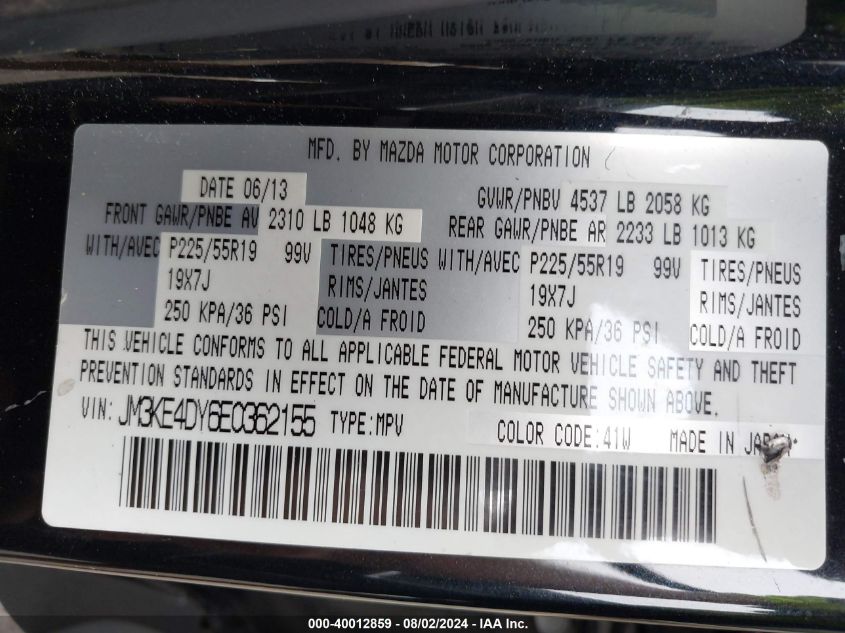 MFD. BY MAZDA MOTOR CORPORATION
DATE 06/13 GVWR/PNBV 4537 LB 2058 KG
FRONT GAWR/PNBE AV 2310 LB 1048 KG REAR GAWR/PNBE AR 2233 LB 1013 KG
WITH/AVEC P225/55R19 99V TIRES/PNEUS WITH/AVEC P225/55R19 99V TIRES/PNEUS
19X7J RIMS/JANTES 19X7J RIMS/JANTES
250 KPA/36 PSI COLD/A FROID 250 KPA/36 PSI COLD/A FROID
THIS VEHICLE CONFORMS TO ALL APPLICABLE FEDERAL MOTOR VEHICLE SAFETY AND THEFT
PREVENTION STANDARDS IN EFFECT ON THE DATE OF MANUFACTURE SHOWN ABOVE.
VIN: JM3KE4DY6E0362155 TYPE:MPV COLOR CODE:41W MADE IN JAPAN
000-40012859 - 08/02/2024 - IAAI Inc.